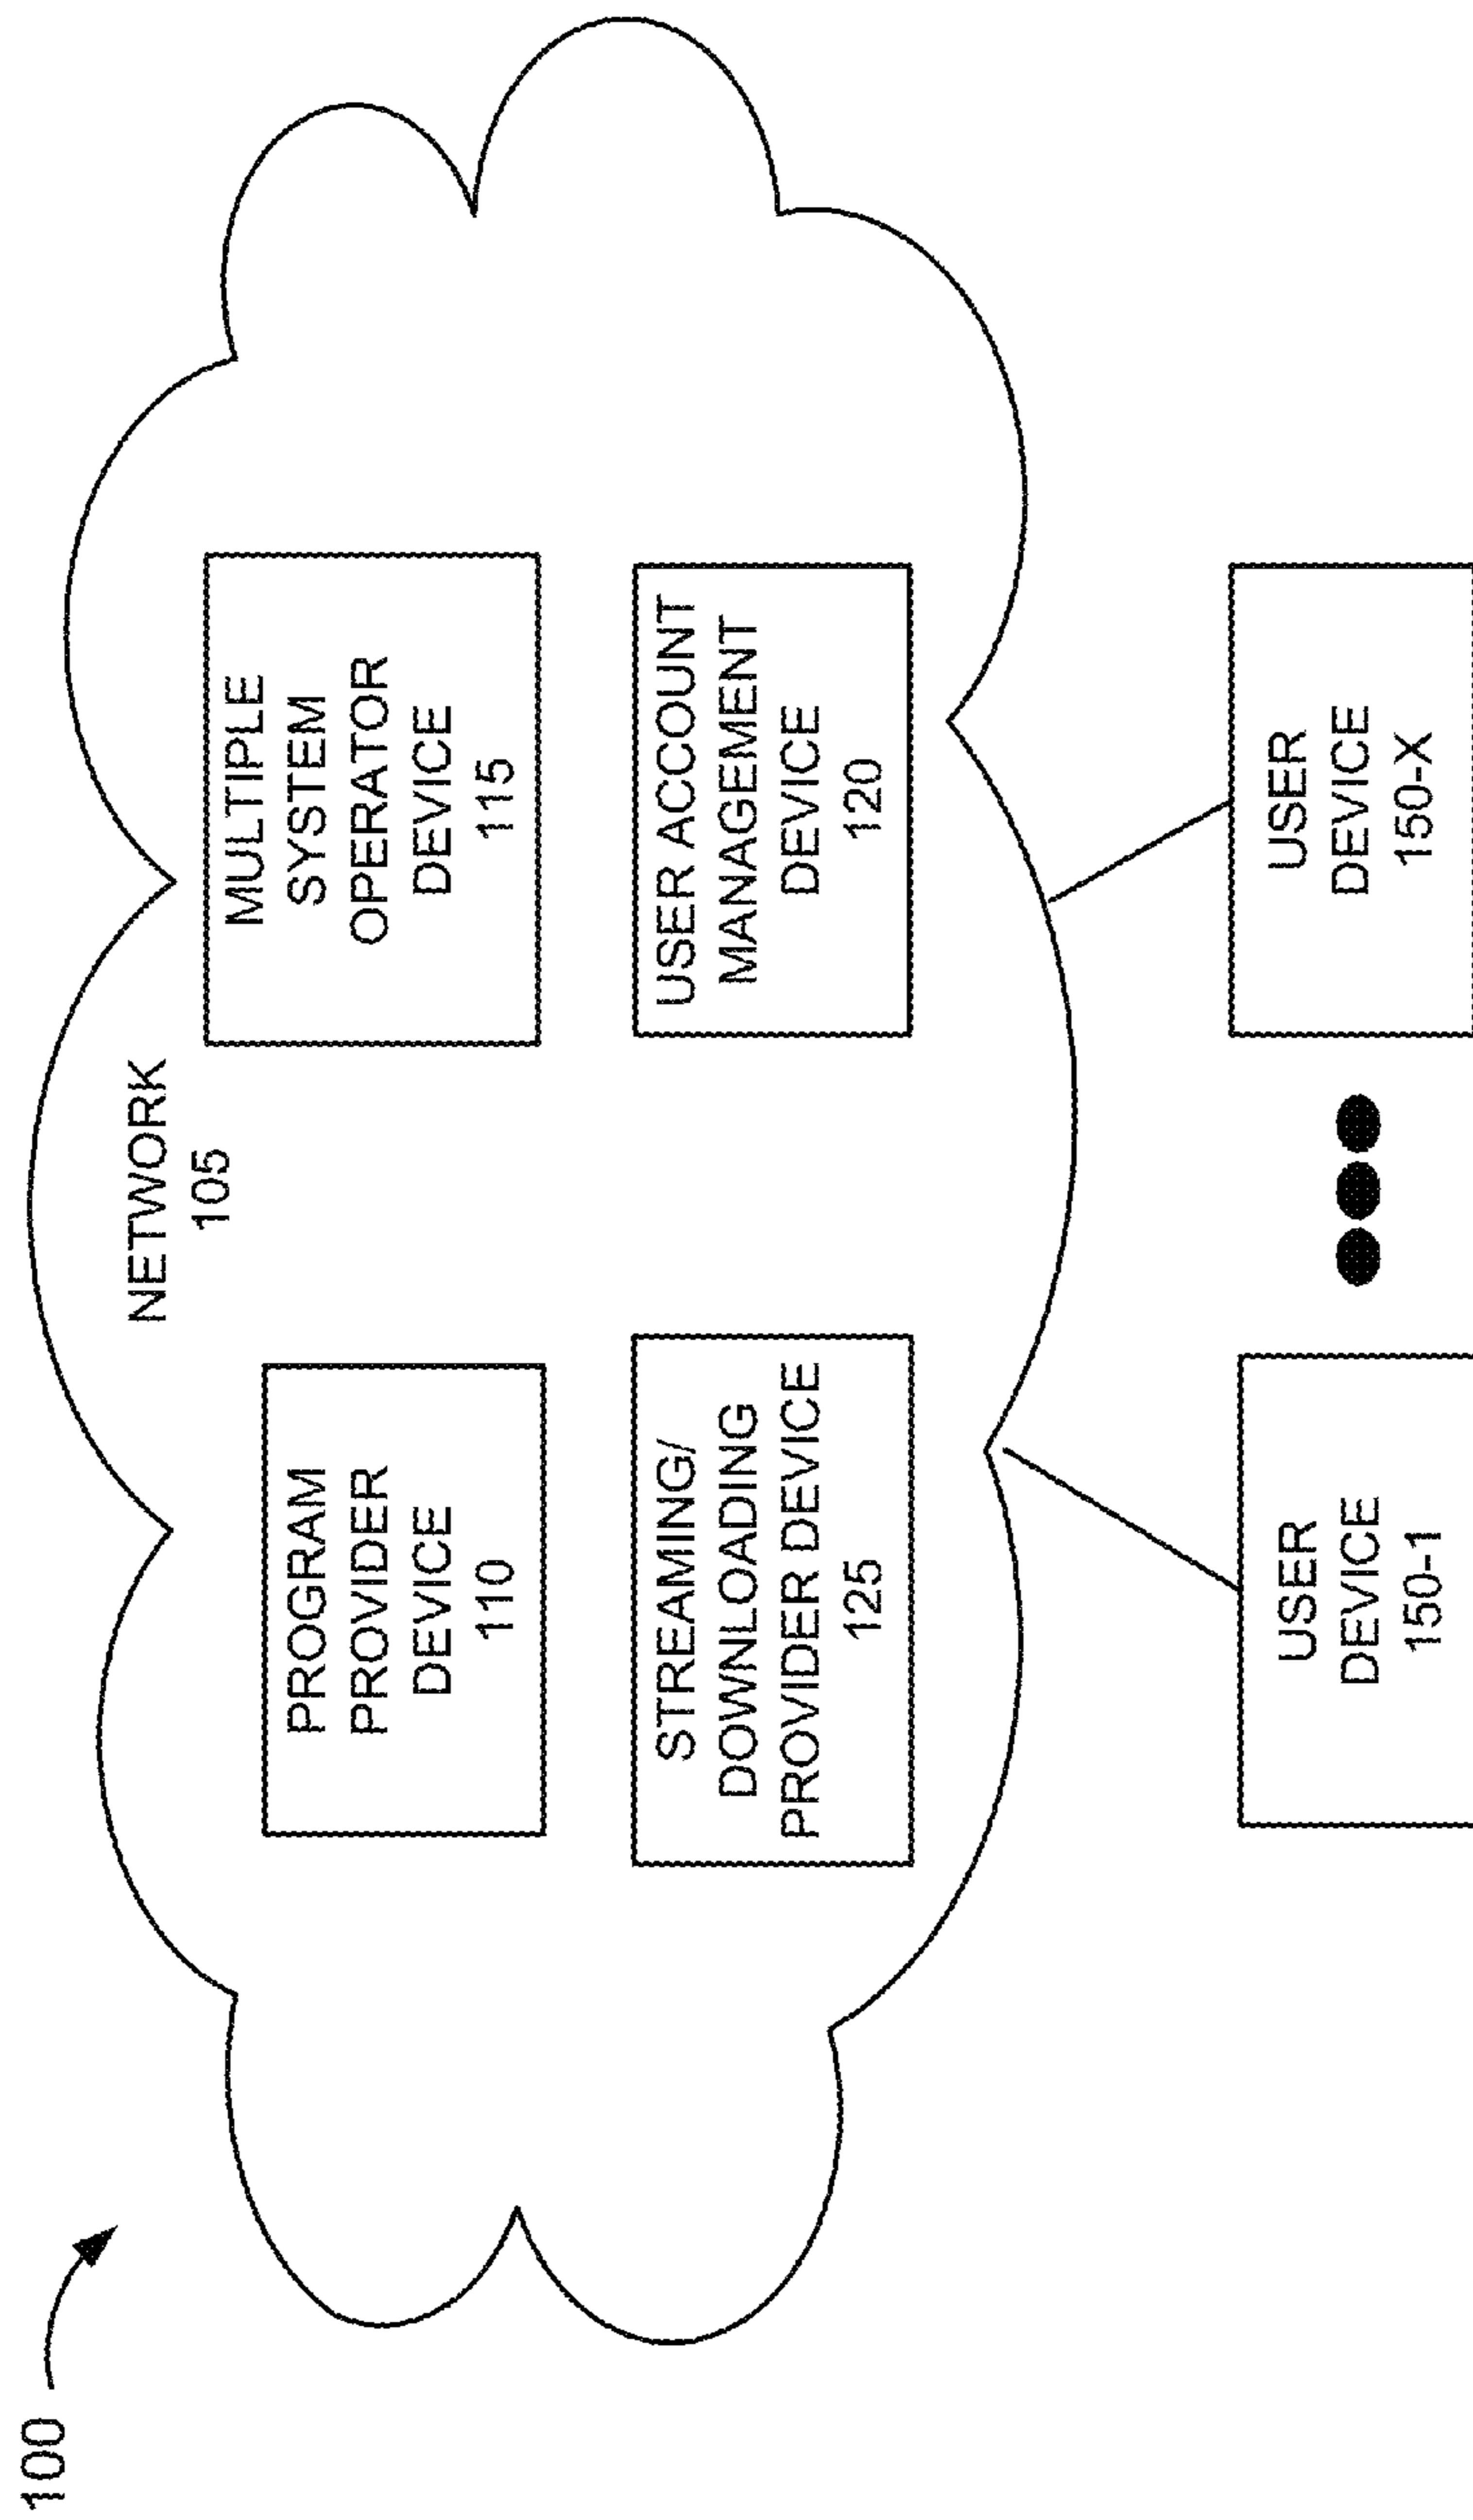 100
NETWORK
105
PROGRAM
PROVIDER
DEVICE
110
MULTIPLE
SYSTEM
OPERATOR
DEVICE
115
STREAMING/
DOWNLOADING
PROVIDER DEVICE
125
USER ACCOUNT
MANAGEMENT
DEVICE
120
USER
DEVICE
150-1
USER
DEVICE
150-X